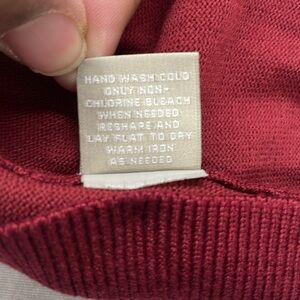 HAND WASH COLD
ONLY NON-
CHLORINE BLEACH
WHEN NEEDED
RESHAPE AND
LAY FLAT TO DRY
WARM IRON
AS NEEDED